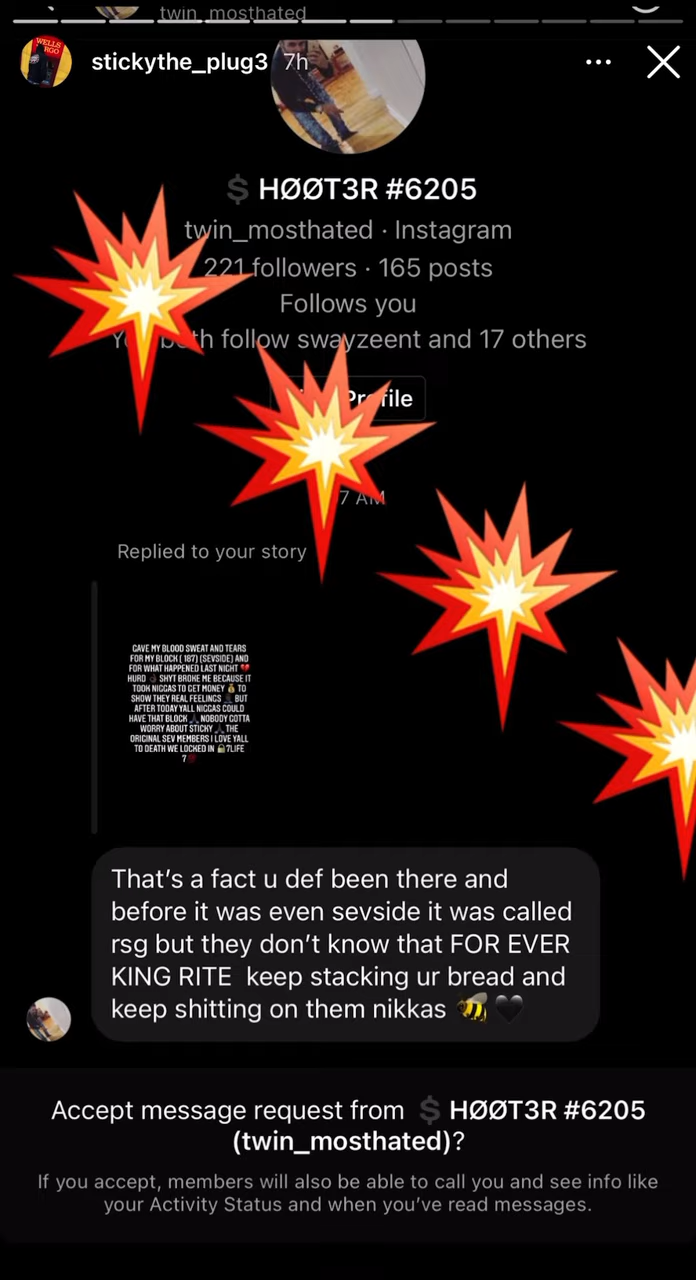 twin_mosthated
WELLS
stickythe_plug3 7h
HØØT3R #6205
twin_mosthated · Instagram
221 followers · 165 posts
Follows you
both follow swayzeent and 17 others
Profile
7 AM
Replied to your story
GAVE MY BLOOD SWEAT AND TEARS
FOR MY BLOCK ( 187) (SEVSIDE) AND
FOR WHAT HAPPENED LAST NIGHT 💔
HURD 👌🏿 SHYT BROKE ME BECAUSE IT
TOOK NIGGAS TO GET MONEY 💰 TO
SHOW THEY REAL FEELINGS BUT
AFTER TODAY YALL NIGGAS COULD
HAVE THAT BLOCK NOBODY GOTTA
WORRY ABOUT STICKY THE
ORIGINAL SEV MEMBERS I LOVE YALL
TO DEATH WE LOCKED IN 🔐 7LIFE
7
That’s a fact u def been there and
before it was even sevside it was called
rsg but they don’t know that FOR EVER
KING RITE keep stacking ur bread and
keep shitting on them nikkas 🐝🖤
Accept message request from 💲 HØØT3R #6205
(twin_mosthated)?
If you accept, members will also be able to call you and see info like
your Activity Status and when you’ve read messages.